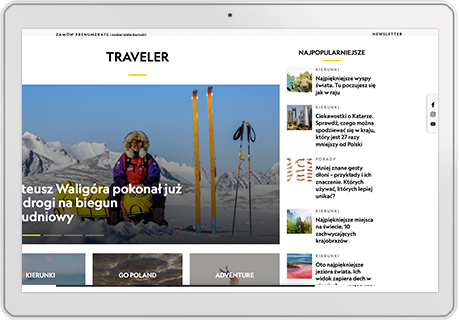 ZAMÓW PRENUMERATĘ i zyskaj wiele korzyści
NEWSLETTER
TRAVELER
teusz Waligóra pokonał już
drogi na biegun
udniowy
KIERUNKI
GO POLAND
ADVENTURE
NAJPOPULARNIEJSZE
KIERUNKI
Najpiękniejsze wyspy
świata. Tu poczujesz się
jak w raju
KIERUNKI
Ciekawostki o Katarze.
Sprawdź, czego można
spodziewać się w kraju,
który jest 27 razy
mniejszy od Polski
PORADY
Mniej znane gesty
dłoni – przykłady i ich
znaczenie. Których
używać, których lepiej
unikać?
KIERUNKI
Najpiękniejsze miejsca
na świecie. 10
zachwycających
krajobrazów
KIERUNKI
Oto najpiękniejsze
jeziora świata. Ich
widok zapiera dech w